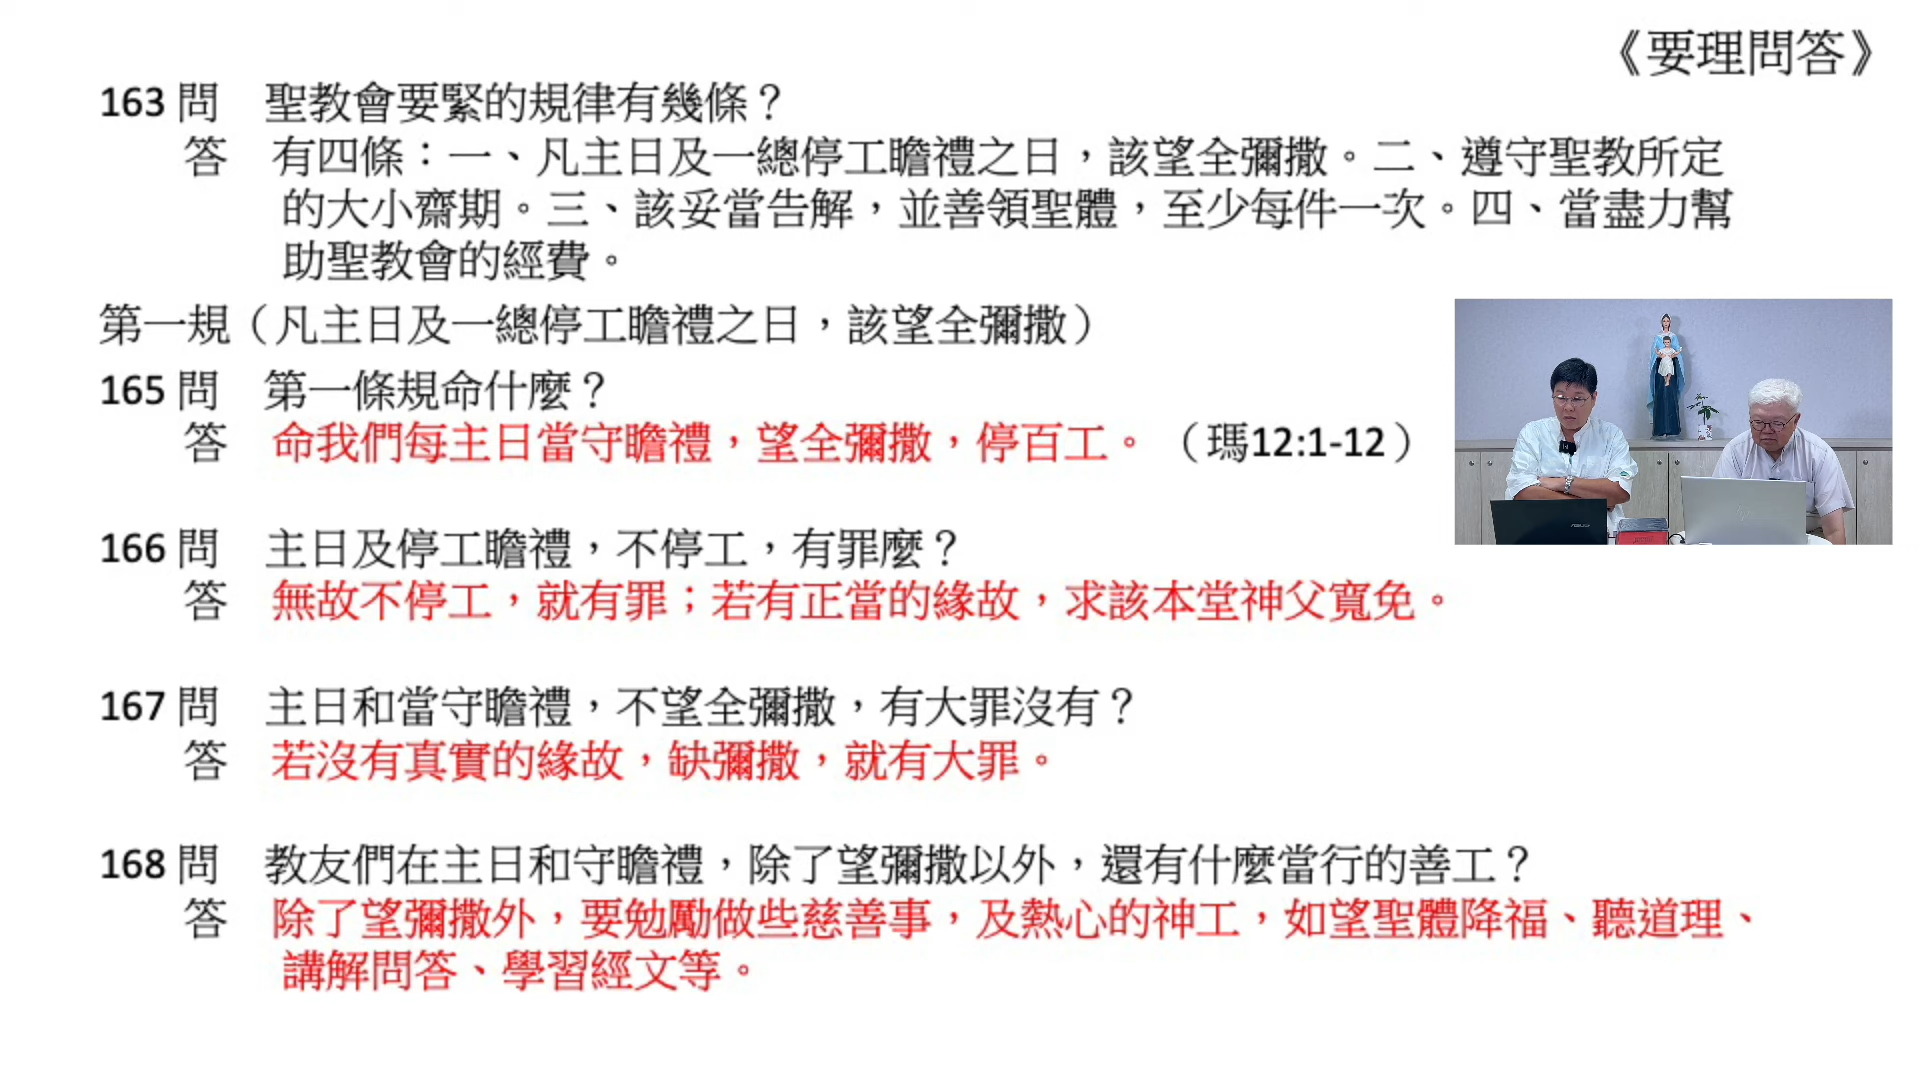 《要理問答》
163 問 聖教會要緊的規律有幾條？
答 有四條：一、凡主日及一總停工瞻禮之日，該望全彌撒。二、遵守聖教所定
的大小齋期。三、該妥當告解，並善領聖體，至少每件一次。四、當盡力幫
助聖教會的經費。
第一規（凡主日及一總停工瞻禮之日，該望全彌撒）
165 問 第一條規命什麼？
答 命我們每主日當守瞻禮，望全彌撒，停百工。（瑪12:1-12）
166 問 主日及停工瞻禮，不停工，有罪麼？
答 無故不停工，就有罪；若有正當的緣故，求該本堂神父寬免。
167 問 主日和當守瞻禮，不望全彌撒，有大罪沒有？
答 若沒有真實的緣故，缺彌撒，就有大罪。
168 問 教友們在主日和守瞻禮，除了望彌撒以外，還有什麼當行的善工？
答 除了望彌撒外，要勉勵做些慈善事，及熱心的神工，如望聖體降福、聽道理、
講解問答、學習經文等。